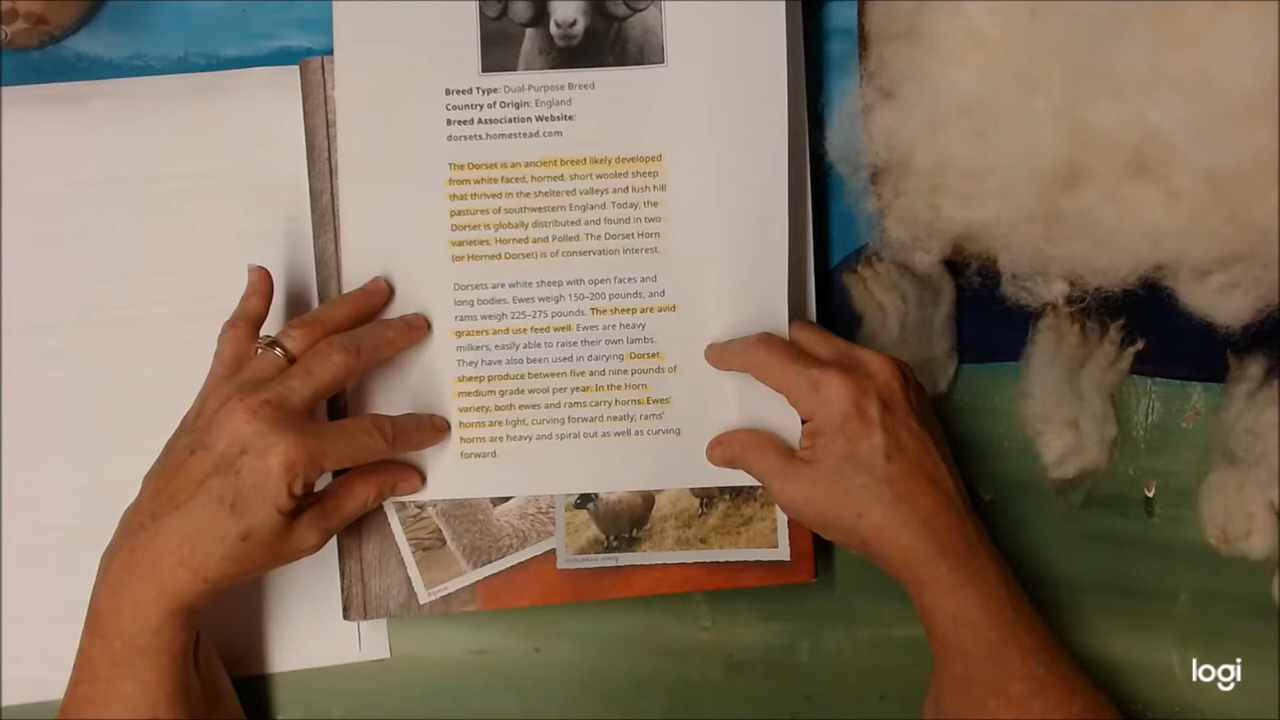 Breed Type: Dual-Purpose Breed
Country of Origin: England
Breed Association Website:
dorsets.homestead.com
The Dorset is an ancient breed likely developed
from white faced, horned, short wooled sheep
that thrived in the sheltered valleys and lush hill
pastures of southwestern England. Today, the
Dorset is globally distributed and found in two
varieties, Horned and Polled. The Dorset Horn
(or Horned Dorset) is of conservation interest.
Dorsets are white sheep with open faces and
long bodies. Ewes weigh 150–200 pounds, and
rams weigh 225–275 pounds. The sheep are avid
grazers and use feed well. Ewes are heavy
milkers, easily able to raise their own lambs.
They have also been used in dairying. Dorset
sheep produce between five and nine pounds of
medium grade wool per year. In the Horn
variety, both ewes and rams carry horns. Ewes'
horns are light, curving forward neatly; rams'
horns are heavy and spiral out as well as curving
forward.
logi